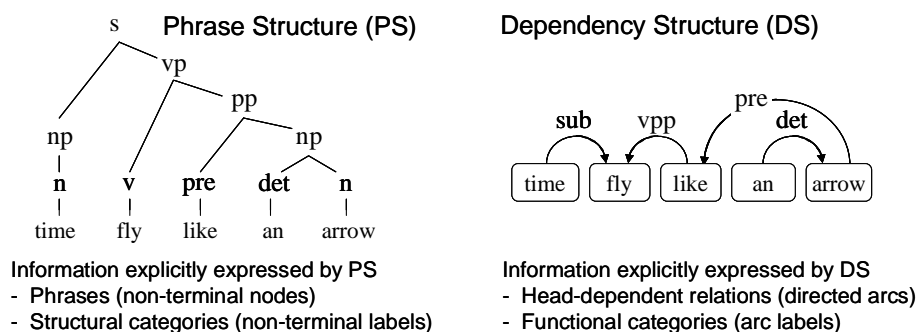 Phrase Structure (PS)
s
vp
pp
np
np
n
v
pre
det
n
time
fly
like
an
arrow
Information explicitly expressed by PS
- Phrases (non-terminal nodes)
- Structural categories (non-terminal labels)
Dependency Structure (DS)
pre
sub
vpp
det
time
fly
like
an
arrow
Information explicitly expressed by DS
- Head-dependent relations (directed arcs)
- Functional categories (arc labels)